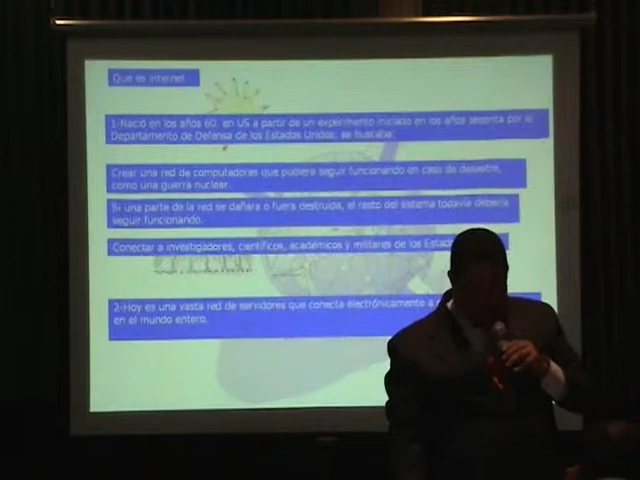 Que es internet
1-Nació en los años 60, en US a partir de un experimento iniciado en los años sesenta por el
Departamento de Defensa de los Estados Unidos; se buscaba:
Crear una red de computadores que pudiera seguir funcionando en caso de desastre,
como una guerra nuclear.
Si una parte de la red se dañara o fuera destruida, el resto del sistema todavía debería
seguir funcionando.
Conectar a investigadores, científicos, académicos y militares de los
2-Hoy es una vasta red de servidores que conecta electrónicamente a
en el mundo entero.